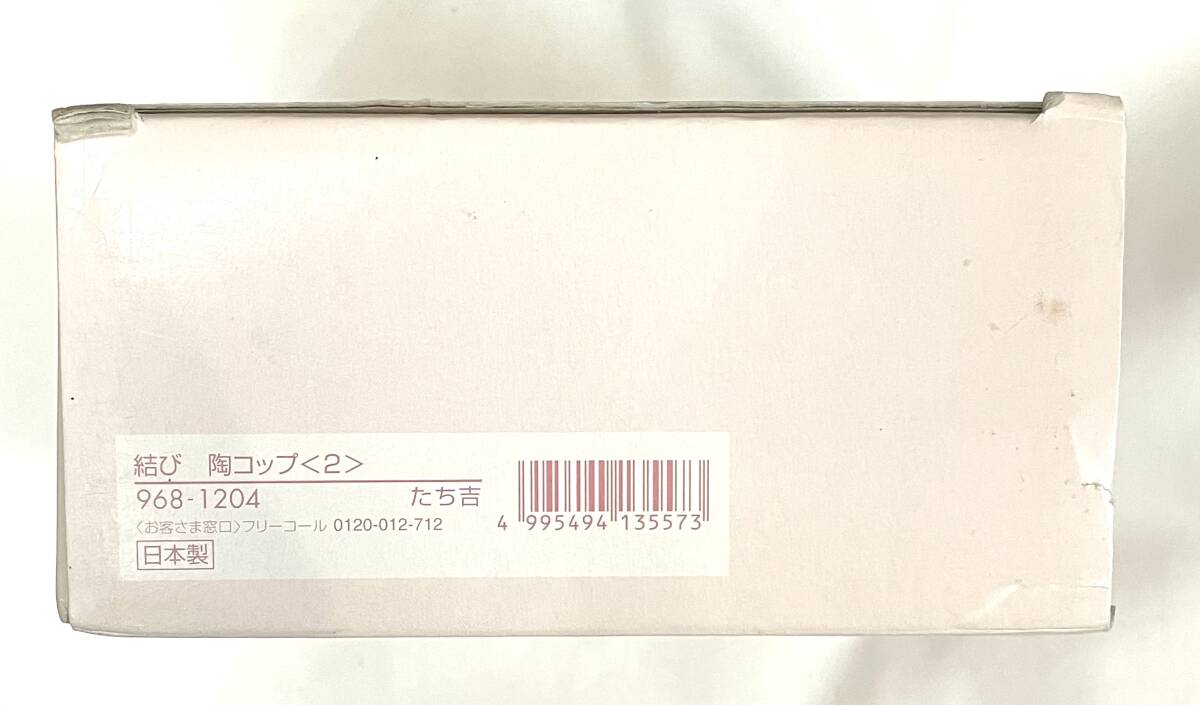 結び　陶コップ<2>
968-1204　たち吉
〈お客さま窓口〉フリーコール 0120-012-712
日本製
4 995494 135573